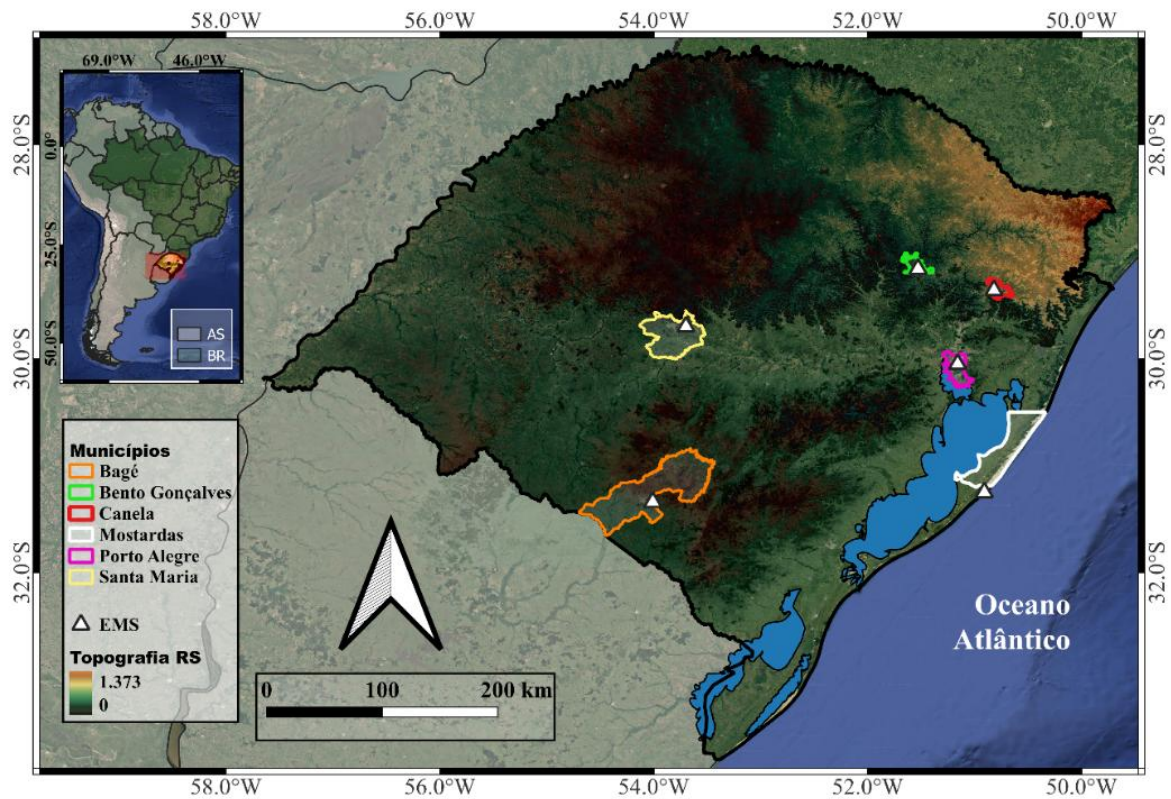 58.0°W 56.0°W 54.0°W 52.0°W 50.0°W
69.0°W 46.0°W
0.0°
25.0°S
50.0°S
AS
BR
28.0°S
30.0°S
32.0°S
28.0°S
30.0°S
32.0°S
Municípios
Bagé
Bento Gonçalves
Canela
Mostardas
Porto Alegre
Santa Maria
EMS
Topografia RS
1.373
0
0 100 200 km
Oceano
Atlântico
58.0°W 56.0°W 54.0°W 52.0°W 50.0°W